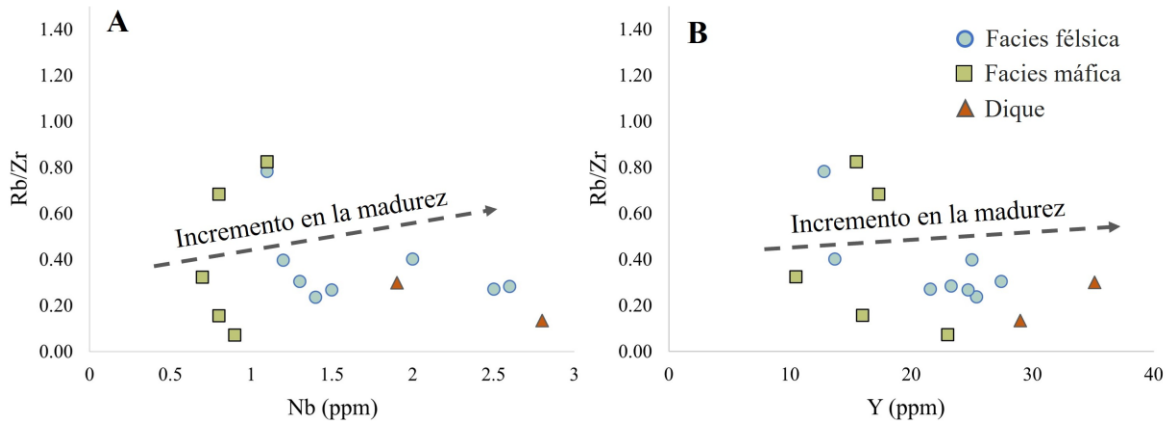 A
1.40
1.20
1.00
0.80
0.60
0.40
0.20
0.00
Rb/Zr
Incremento en la madurez
0 0.5 1 1.5 2 2.5 3
Nb (ppm)
B
Facies félsica
Facies máfica
Dique
1.40
1.20
1.00
0.80
0.60
0.40
0.20
0.00
Rb/Zr
Incremento en la madurez
0 10 20 30 40
Y (ppm)